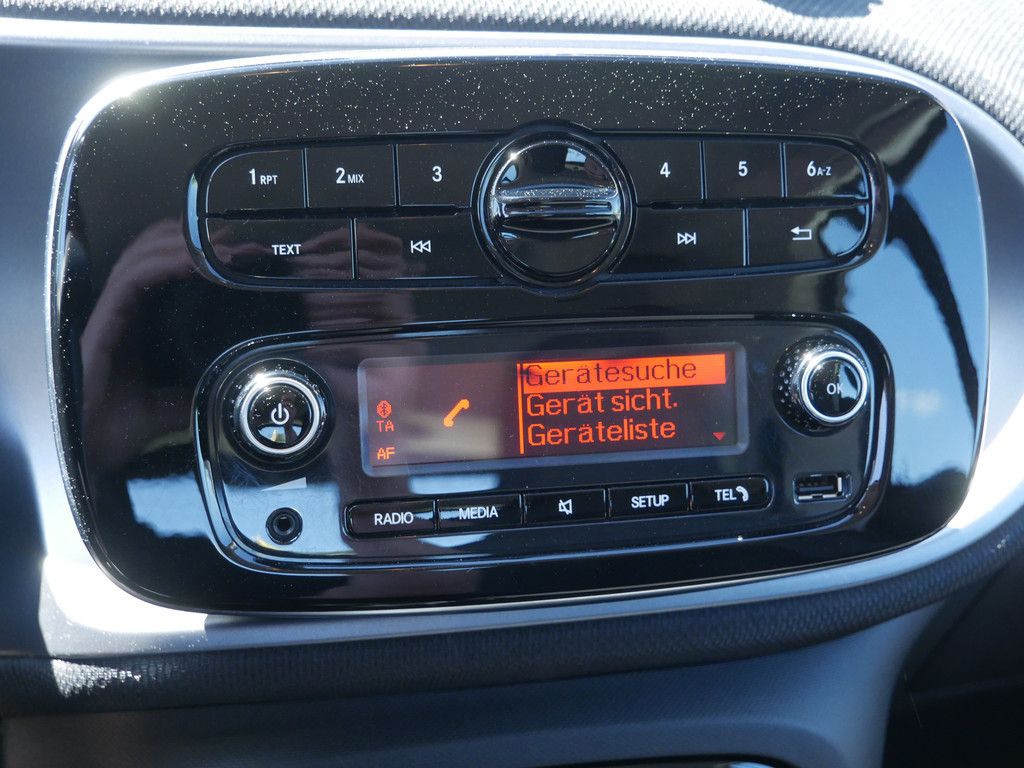 1 RPT 2 MIX 3 4 5 6 A-Z
TEXT
Gerätesuche
Gerät sicht.
Geräteliste
TA
AF
OK
RADIO MEDIA SETUP TEL